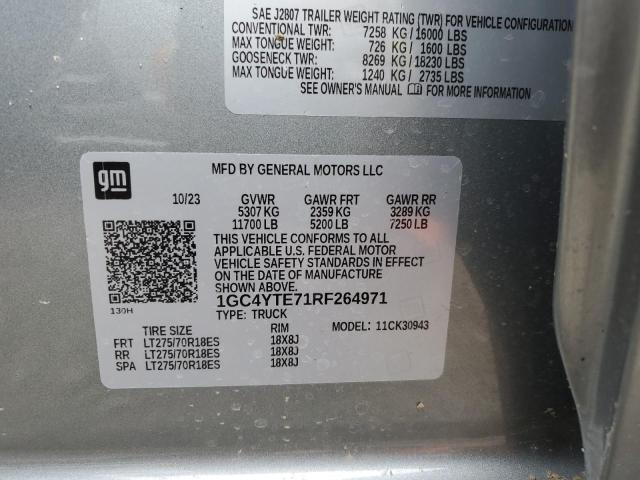 SAE J2807 TRAILER WEIGHT RATING (TWR) FOR VEHICLE CONFIGURATION
CONVENTIONAL TWR: 7258 KG / 16000 LBS
MAX TONGUE WEIGHT: 726 KG / 1600 LBS
GOOSENECK TWR: 8269 KG / 18230 LBS
MAX TONGUE WEIGHT: 1240 KG / 2735 LBS
SEE OWNER'S MANUAL FOR MORE INFORMATION
gm
MFD BY GENERAL MOTORS LLC
10/23 GVWR GAWR FRT GAWR RR
5307 KG 2359 KG 3289 KG
11700 LB 5200 LB 7250 LB
THIS VEHICLE CONFORMS TO ALL
APPLICABLE U.S. FEDERAL MOTOR
VEHICLE SAFETY STANDARDS IN EFFECT
ON THE DATE OF MANUFACTURE
SHOWN ABOVE.
1GC4YTE71RF264971
130H
TYPE: TRUCK MODEL: 11CK30943
TIRE SIZE RIM
FRT LT275/70R18ES 18X8J
RR LT275/70R18ES 18X8J
SPA LT275/70R18ES 18X8J